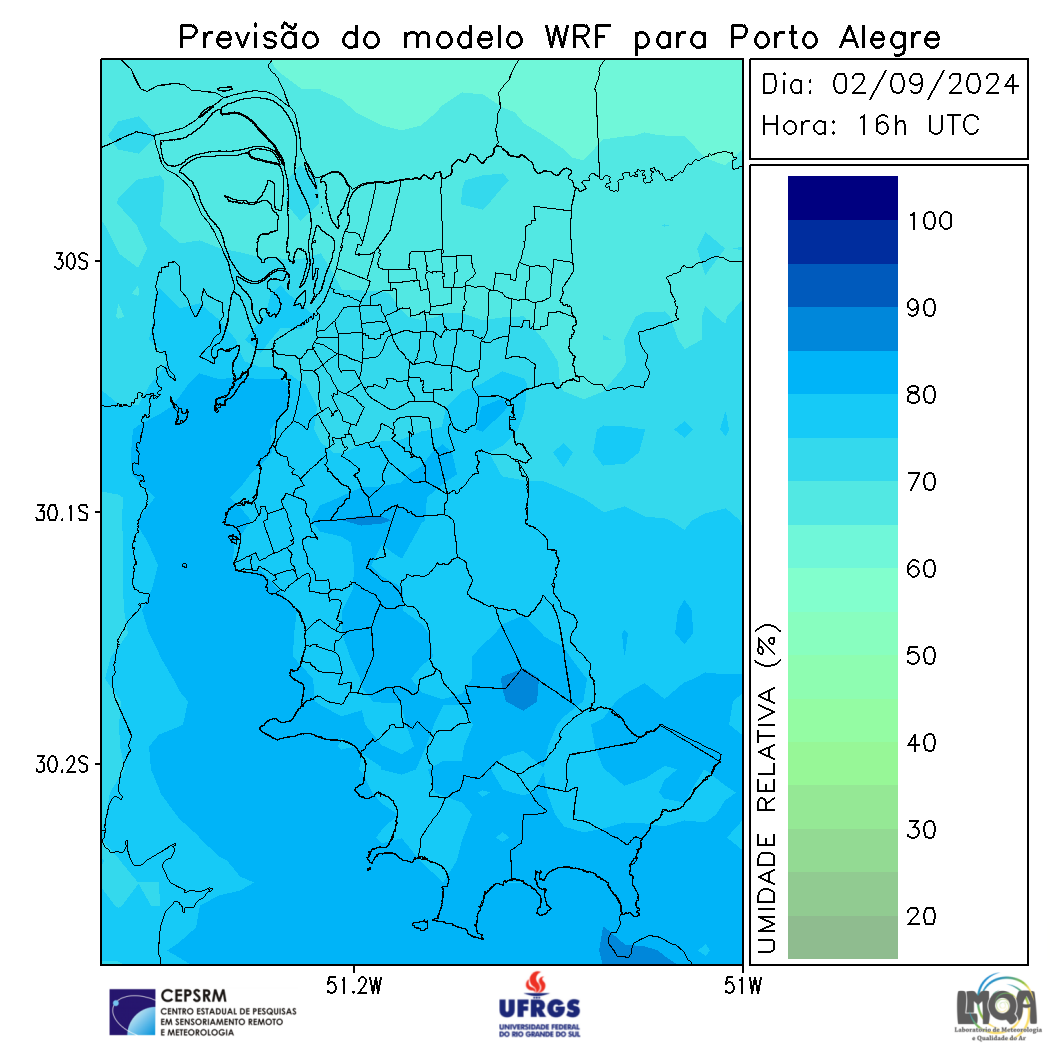 Previsão do modelo WRF para Porto Alegre
Dia: 02/09/2024
Hora: 16h UTC
30S
30.1S
30.2S
51.2W
51W
100
90
80
70
60
50
40
30
20
UMIDADE RELATIVA (%)
CEPSRM
CENTRO ESTADUAL DE PESQUISAS
EM SENSORIAMENTO REMOTO
E METEOROLOGIA
UFRGS
UNIVERSIDADE FEDERAL
DO RIO GRANDE DO SUL
LMQA
Laboratório de Meteorologia
e Qualidade do Ar